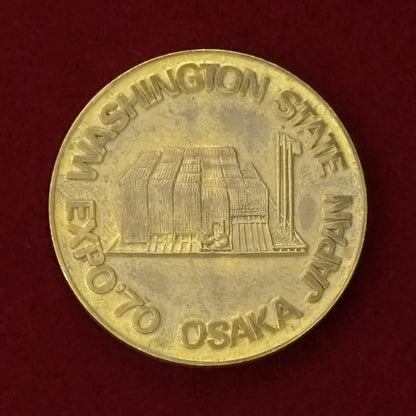 WASHINGTON STATE
EXPO'70 OSAKA JAPAN